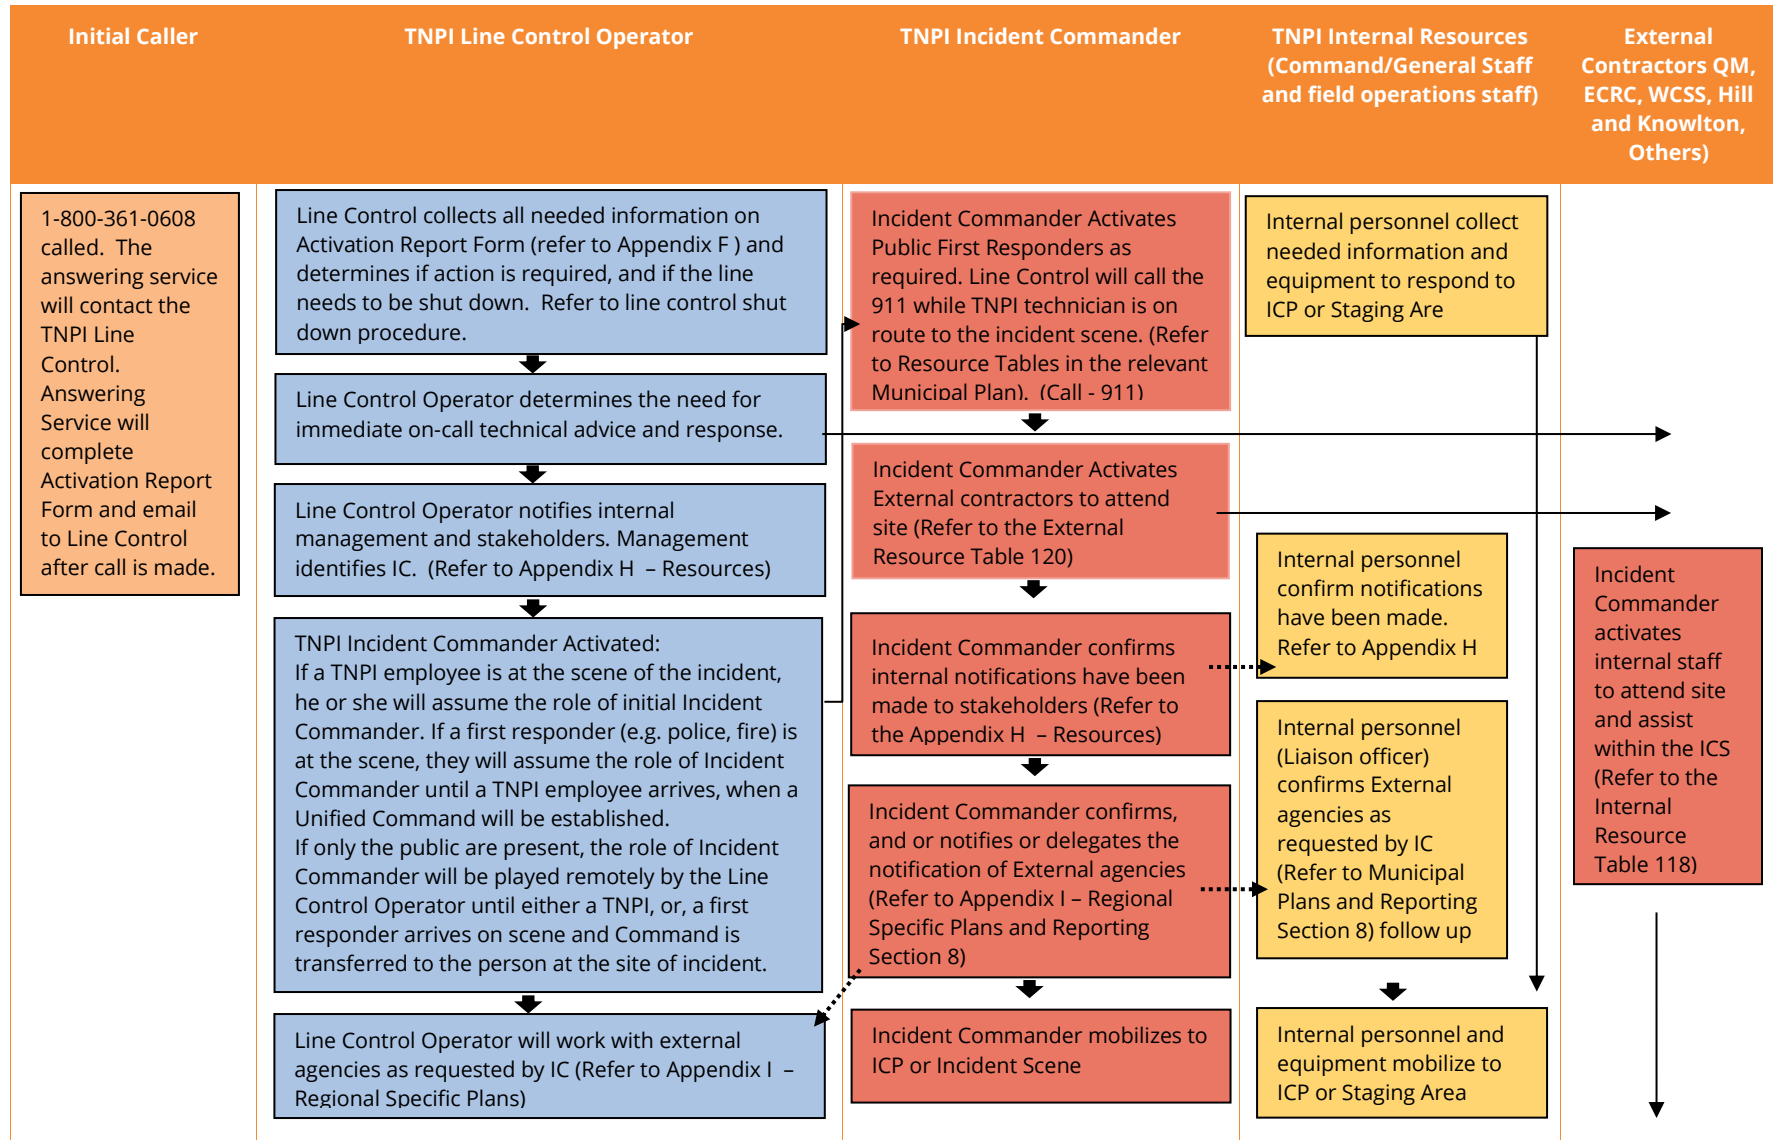 Initial Caller
TNPI Line Control Operator
TNPI Incident Commander
TNPI Internal Resources
(Command/General Staff
and field operations staff)
External
Contractors QM,
ECRC, WCSS, Hill
and Knowlton,
Others)
1-800-361-0608
called.  The
answering service
will contact the
TNPI Line
Control.
Answering
Service will
complete
Activation Report
Form and email
to Line Control
after call is made.
Line Control collects all needed information on
Activation Report Form (refer to Appendix F ) and
determines if action is required, and if the line
needs to be shut down.  Refer to line control shut
down procedure.
Line Control Operator determines the need for
immediate on-call technical advice and response.
Line Control Operator notifies internal
management and stakeholders. Management
identifies IC.  (Refer to Appendix H  – Resources)
TNPI Incident Commander Activated:
If a TNPI employee is at the scene of the incident,
he or she will assume the role of initial Incident
Commander. If a first responder (e.g. police, fire) is
at the scene, they will assume the role of Incident
Commander until a TNPI employee arrives, when a
Unified Command will be established.
If only the public are present, the role of Incident
Commander will be played remotely by the Line
Control Operator until either a TNPI, or, a first
responder arrives on scene and Command is
transferred to the person at the site of incident.
Line Control Operator will work with external
agencies as requested by IC (Refer to Appendix I  –
Regional Specific Plans)
Incident Commander Activates
Public First Responders as
required. Line Control will call the
911 while TNPI technician is on
route to the incident scene. (Refer
to Resource Tables in the relevant
Municipal Plan).  (Call - 911)
Incident Commander Activates
External contractors to attend
site (Refer to the External
Resource Table 120)
Incident Commander confirms
internal notifications have been
made to stakeholders (Refer to
the Appendix H  – Resources)
Incident Commander confirms,
and or notifies or delegates the
notification of External agencies
(Refer to Appendix I – Regional
Specific Plans and Reporting
Section 8)
Incident Commander mobilizes to
ICP or Incident Scene
Internal personnel collect
needed information and
equipment to respond to
ICP or Staging Are
Internal personnel
confirm notifications
have been made.
Refer to Appendix H
Internal personnel
(Liaison officer)
confirms External
agencies as
requested by IC
(Refer to Municipal
Plans and Reporting
Section 8) follow up
Internal personnel and
equipment mobilize to
ICP or Staging Area
Incident
Commander
activates
internal staff
to attend site
and assist
within the ICS
(Refer to the
Internal
Resource
Table 118)